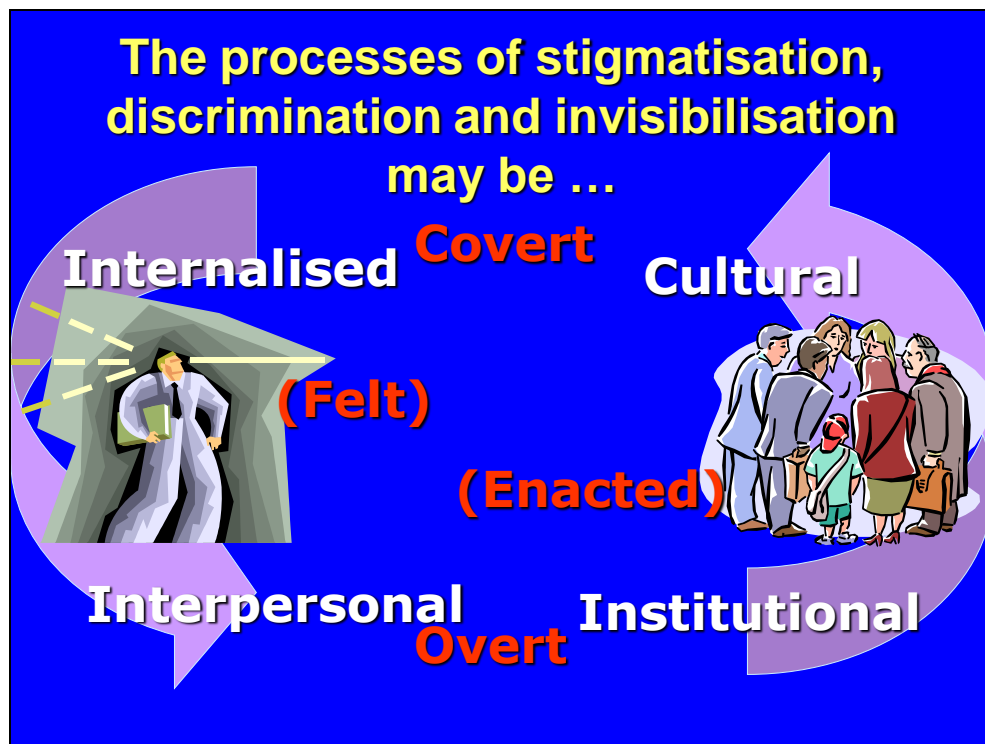 The processes of stigmatisation,
discrimination and invisibilisation
may be …
Covert
Internalised
Cultural
(Felt)
(Enacted)
Interpersonal
Institutional
Overt